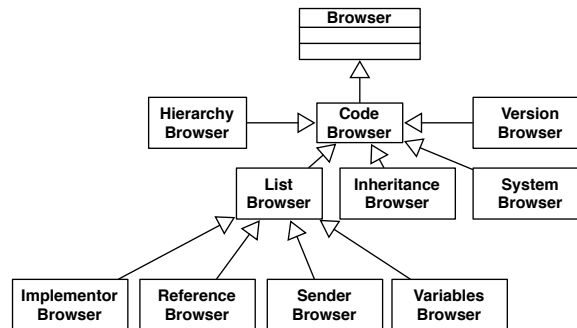 Browser
Hierarchy
Browser
Code
Browser
Version
Browser
List
Browser
Inheritance
Browser
System
Browser
Implementor
Browser
Reference
Browser
Sender
Browser
Variables
Browser